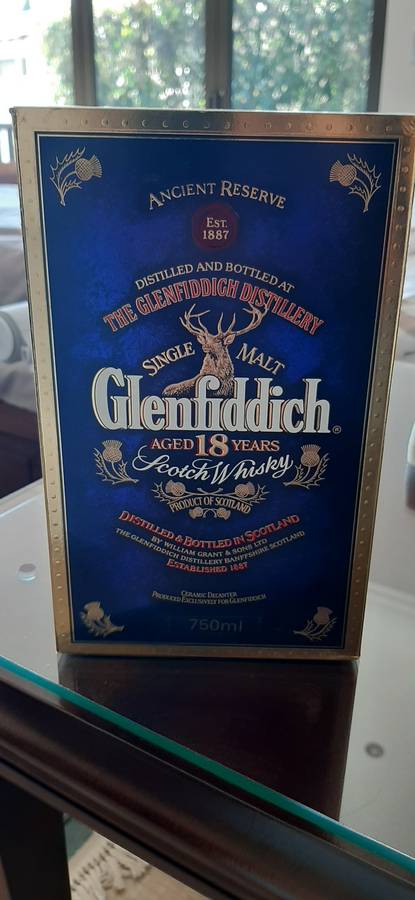 ANCIENT RESERVE
EST.
1887
DISTILLED AND BOTTLED AT
THE GLENFIDDICH DISTILLERY
SINGLE MALT
Glenfiddich®
AGED 18 YEARS
Scotch Whisky
PRODUCT OF SCOTLAND
DISTILLED & BOTTLED IN SCOTLAND
BY WILLIAM GRANT & SONS LTD
THE GLENFIDDICH DISTILLERY BANFFSHIRE SCOTLAND
ESTABLISHED 1887
CERAMIC DECANTER
PRODUCED EXCLUSIVELY FOR GLENFIDDICH
750ml